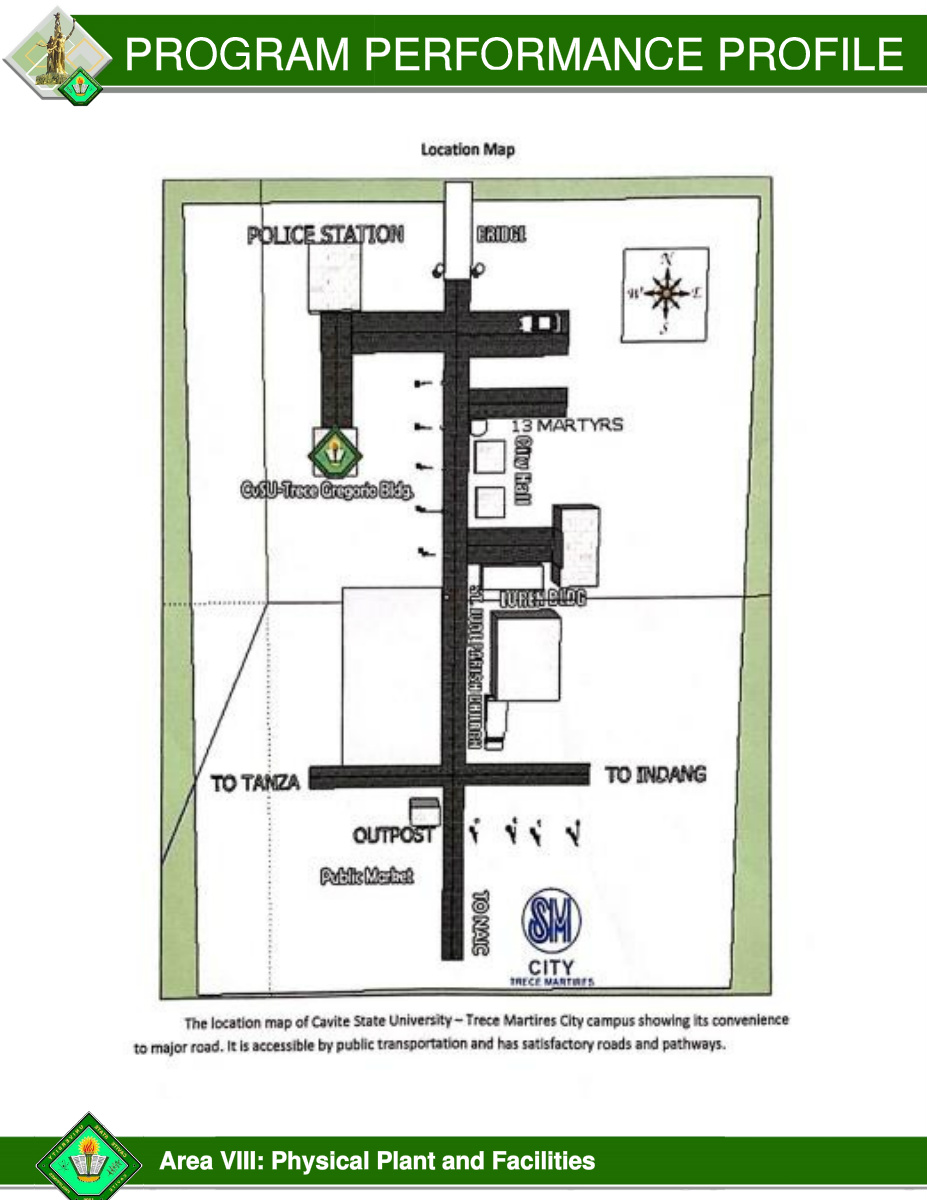 PROGRAM PERFORMANCE PROFILE
Location Map
POLICE STATION
BRIDGE
N
W E
S
13 MARTYRS
City Hall
CvSU-Trece Gregorio Bldg.
LUREN BLDG
ST. JUDE PARISH CHURCH
TO TANZA
TO INDANG
OUTPOST
Public Market
TO NAIC
SM
CITY
TRECE MARTIRES
The location map of Cavite State University – Trece Martires City campus showing its convenience
to major road. It is accessible by public transportation and has satisfactory roads and pathways.
Area VIII: Physical Plant and Facilities